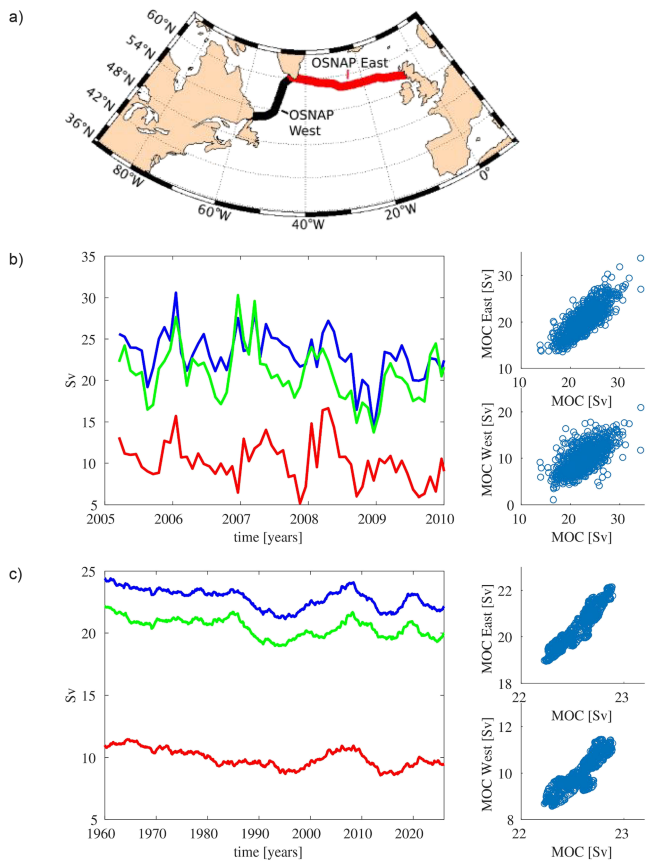 a)
60°N
54°N
48°N
42°N
36°N
80°W
60°W
40°W
20°W
0°
OSNAP East
OSNAP
West
b)
35
30
25
20
15
10
5
Sv
2005
2006
2007
2008
2009
2010
time [years]
MOC East [Sv]
30
20
10
10
20
30
MOC [Sv]
MOC West [Sv]
20
10
0
10
20
30
MOC [Sv]
c)
25
20
15
10
5
Sv
1960
1970
1980
1990
2000
2010
2020
time [years]
MOC East [Sv]
22
20
18
22
23
MOC [Sv]
MOC West [Sv]
12
10
8
22
23
MOC [Sv]